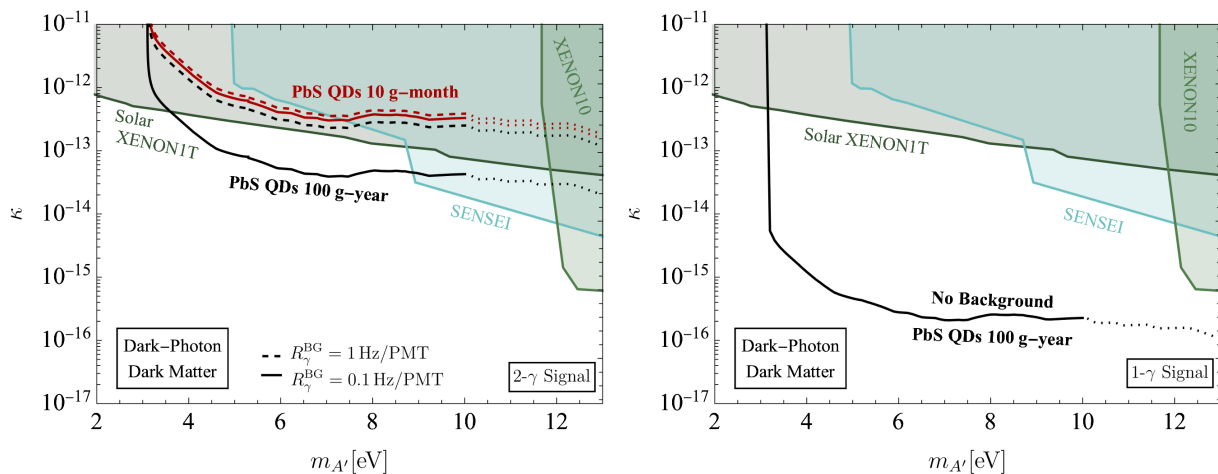 10⁻¹¹
10⁻¹²
10⁻¹³
10⁻¹⁴
10⁻¹⁵
10⁻¹⁶
10⁻¹⁷
κ
PbS QDs 10 g−month
Solar
XENON1T
PbS QDs 100 g−year
SENSEI
XENON10
Dark−Photon
Dark Matter
R_γ^BG = 1 Hz/PMT
R_γ^BG = 0.1 Hz/PMT
2-γ Signal
2 4 6 8 10 12
m_A′ [eV]
10⁻¹¹
10⁻¹²
10⁻¹³
10⁻¹⁴
10⁻¹⁵
10⁻¹⁶
10⁻¹⁷
κ
XENON10
Solar XENON1T
SENSEI
No Background
PbS QDs 100 g−year
Dark−Photon
Dark Matter
1-γ Signal
2 4 6 8 10 12
m_A′ [eV]